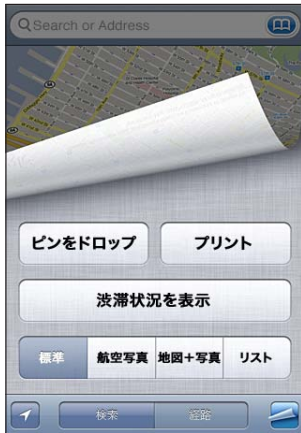 Search or Address
ピンをドロップ
プリント
渋滞状況を表示
標準
航空写真
地図+写真
リスト
検索
経路